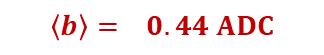 ⟨b⟩ = 0.44 ADC